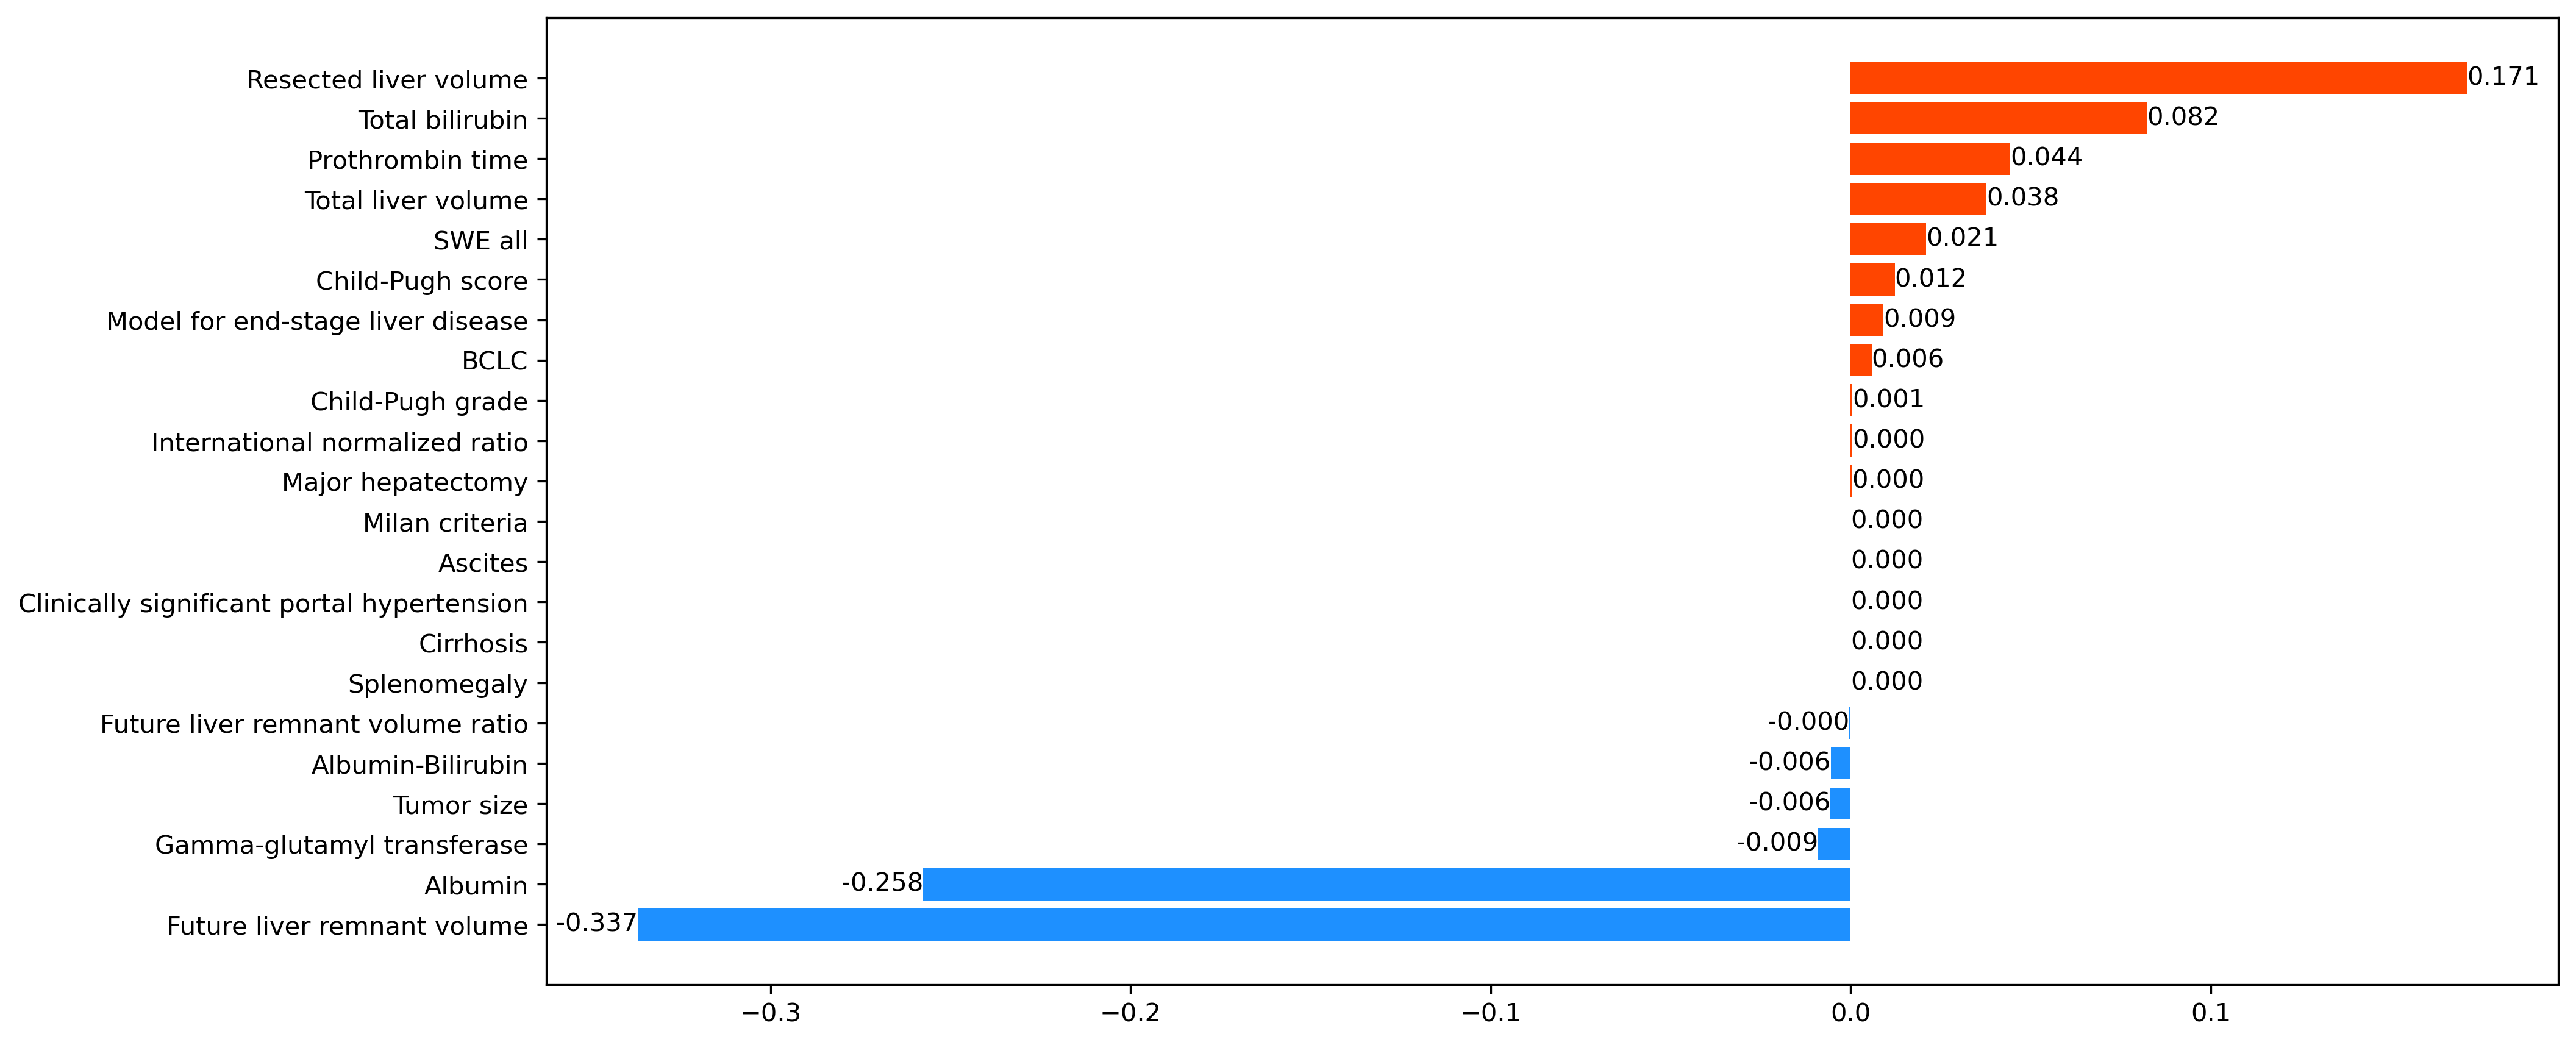 Resected liver volume 0.171
Total bilirubin 0.082
Prothrombin time 0.044
Total liver volume 0.038
SWE all 0.021
Child-Pugh score 0.012
Model for end-stage liver disease 0.009
BCLC 0.006
Child-Pugh grade 0.001
International normalized ratio 0.000
Major hepatectomy 0.000
Milan criteria 0.000
Ascites 0.000
Clinically significant portal hypertension 0.000
Cirrhosis 0.000
Splenomegaly 0.000
Future liver remnant volume ratio -0.000
Albumin-Bilirubin -0.006
Tumor size -0.006
Gamma-glutamyl transferase -0.009
Albumin -0.258
Future liver remnant volume -0.337
−0.3 −0.2 −0.1 0.0 0.1